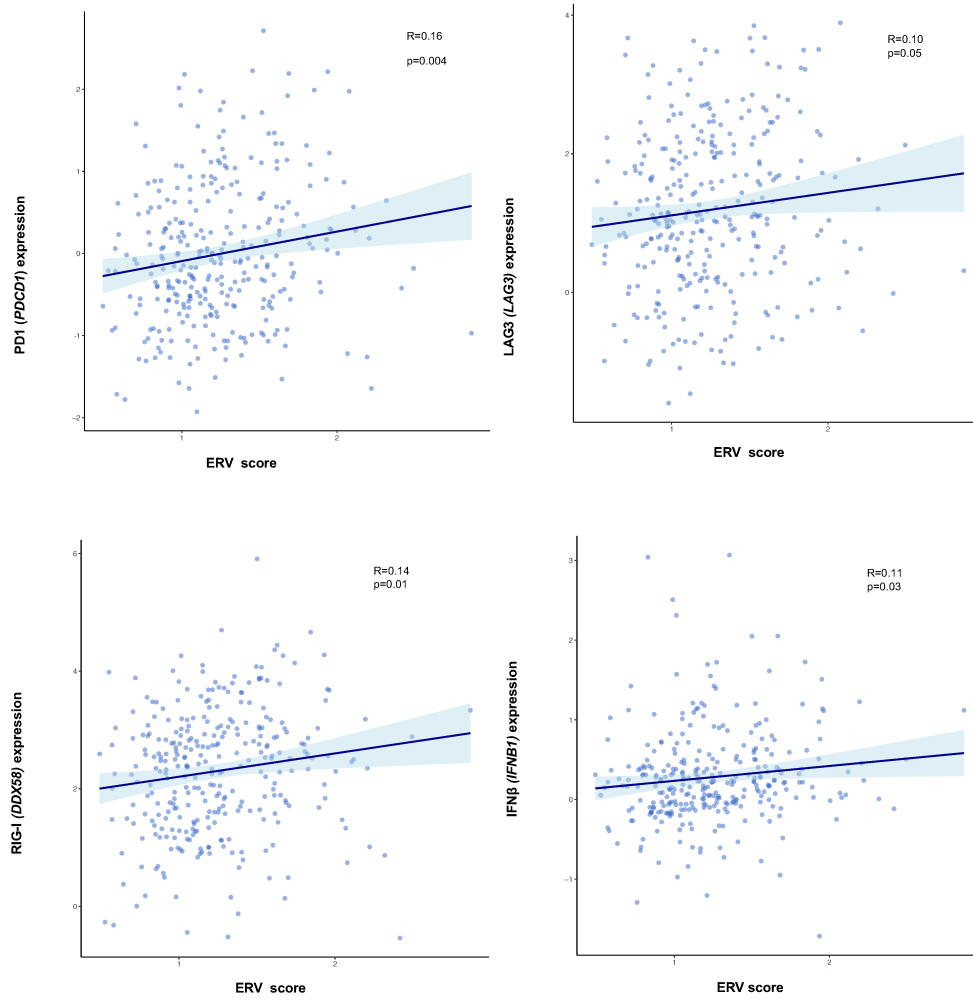 R=0.16
p=0.004
2
1
0
−1
−2
PD1 (PDCD1) expression
1
2
ERV score
R=0.10
p=0.05
4
2
0
LAG3 (LAG3) expression
1
2
ERV score
R=0.14
p=0.01
6
4
2
0
RIG-I (DDX58) expression
1
2
ERV score
R=0.11
p=0.03
3
2
1
0
−1
IFNβ (IFNB1) expression
1
2
ERV score